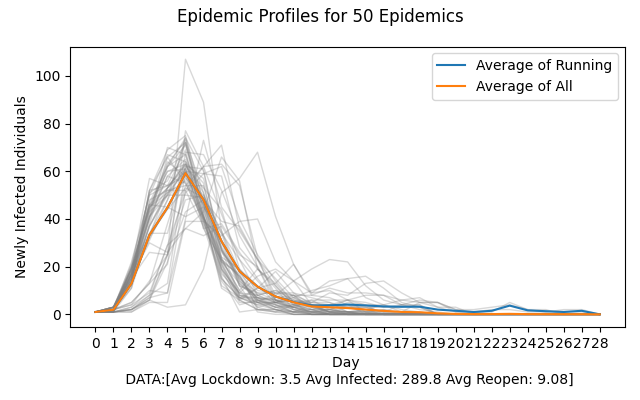 Epidemic Profiles for 50 Epidemics
Average of Running
Average of All
Newly Infected Individuals
100
80
60
40
20
0
0 1 2 3 4 5 6 7 8 9 10 11 12 13 14 15 16 17 18 19 20 21 22 23 24 25 26 27 28
Day
DATA:[Avg Lockdown: 3.5 Avg Infected: 289.8 Avg Reopen: 9.08]